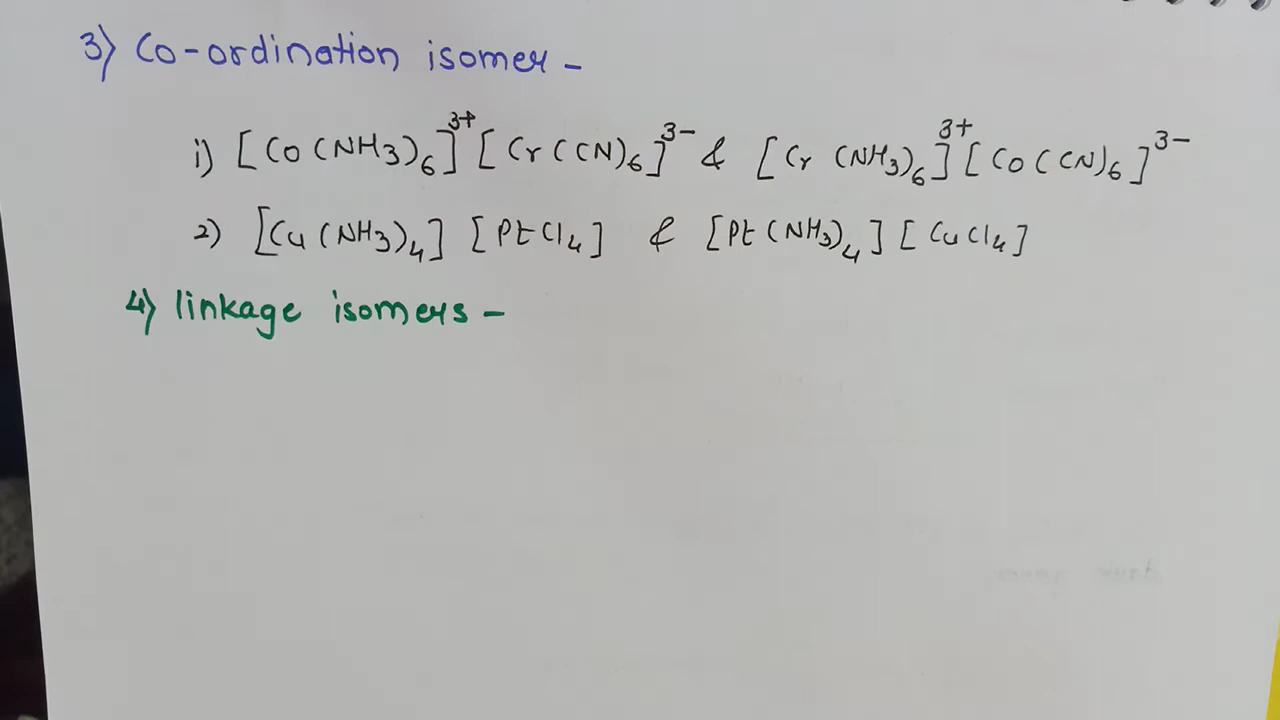 3) Co-ordination isomer -
i) [Co(NH3)6]³⁺[Cr(CN)6]³⁻ & [Cr(NH3)6]³⁺[Co(CN)6]³⁻
2) [Cu(NH3)4] [PtCl4] & [Pt(NH3)4] [CuCl4]
4) linkage isomers -